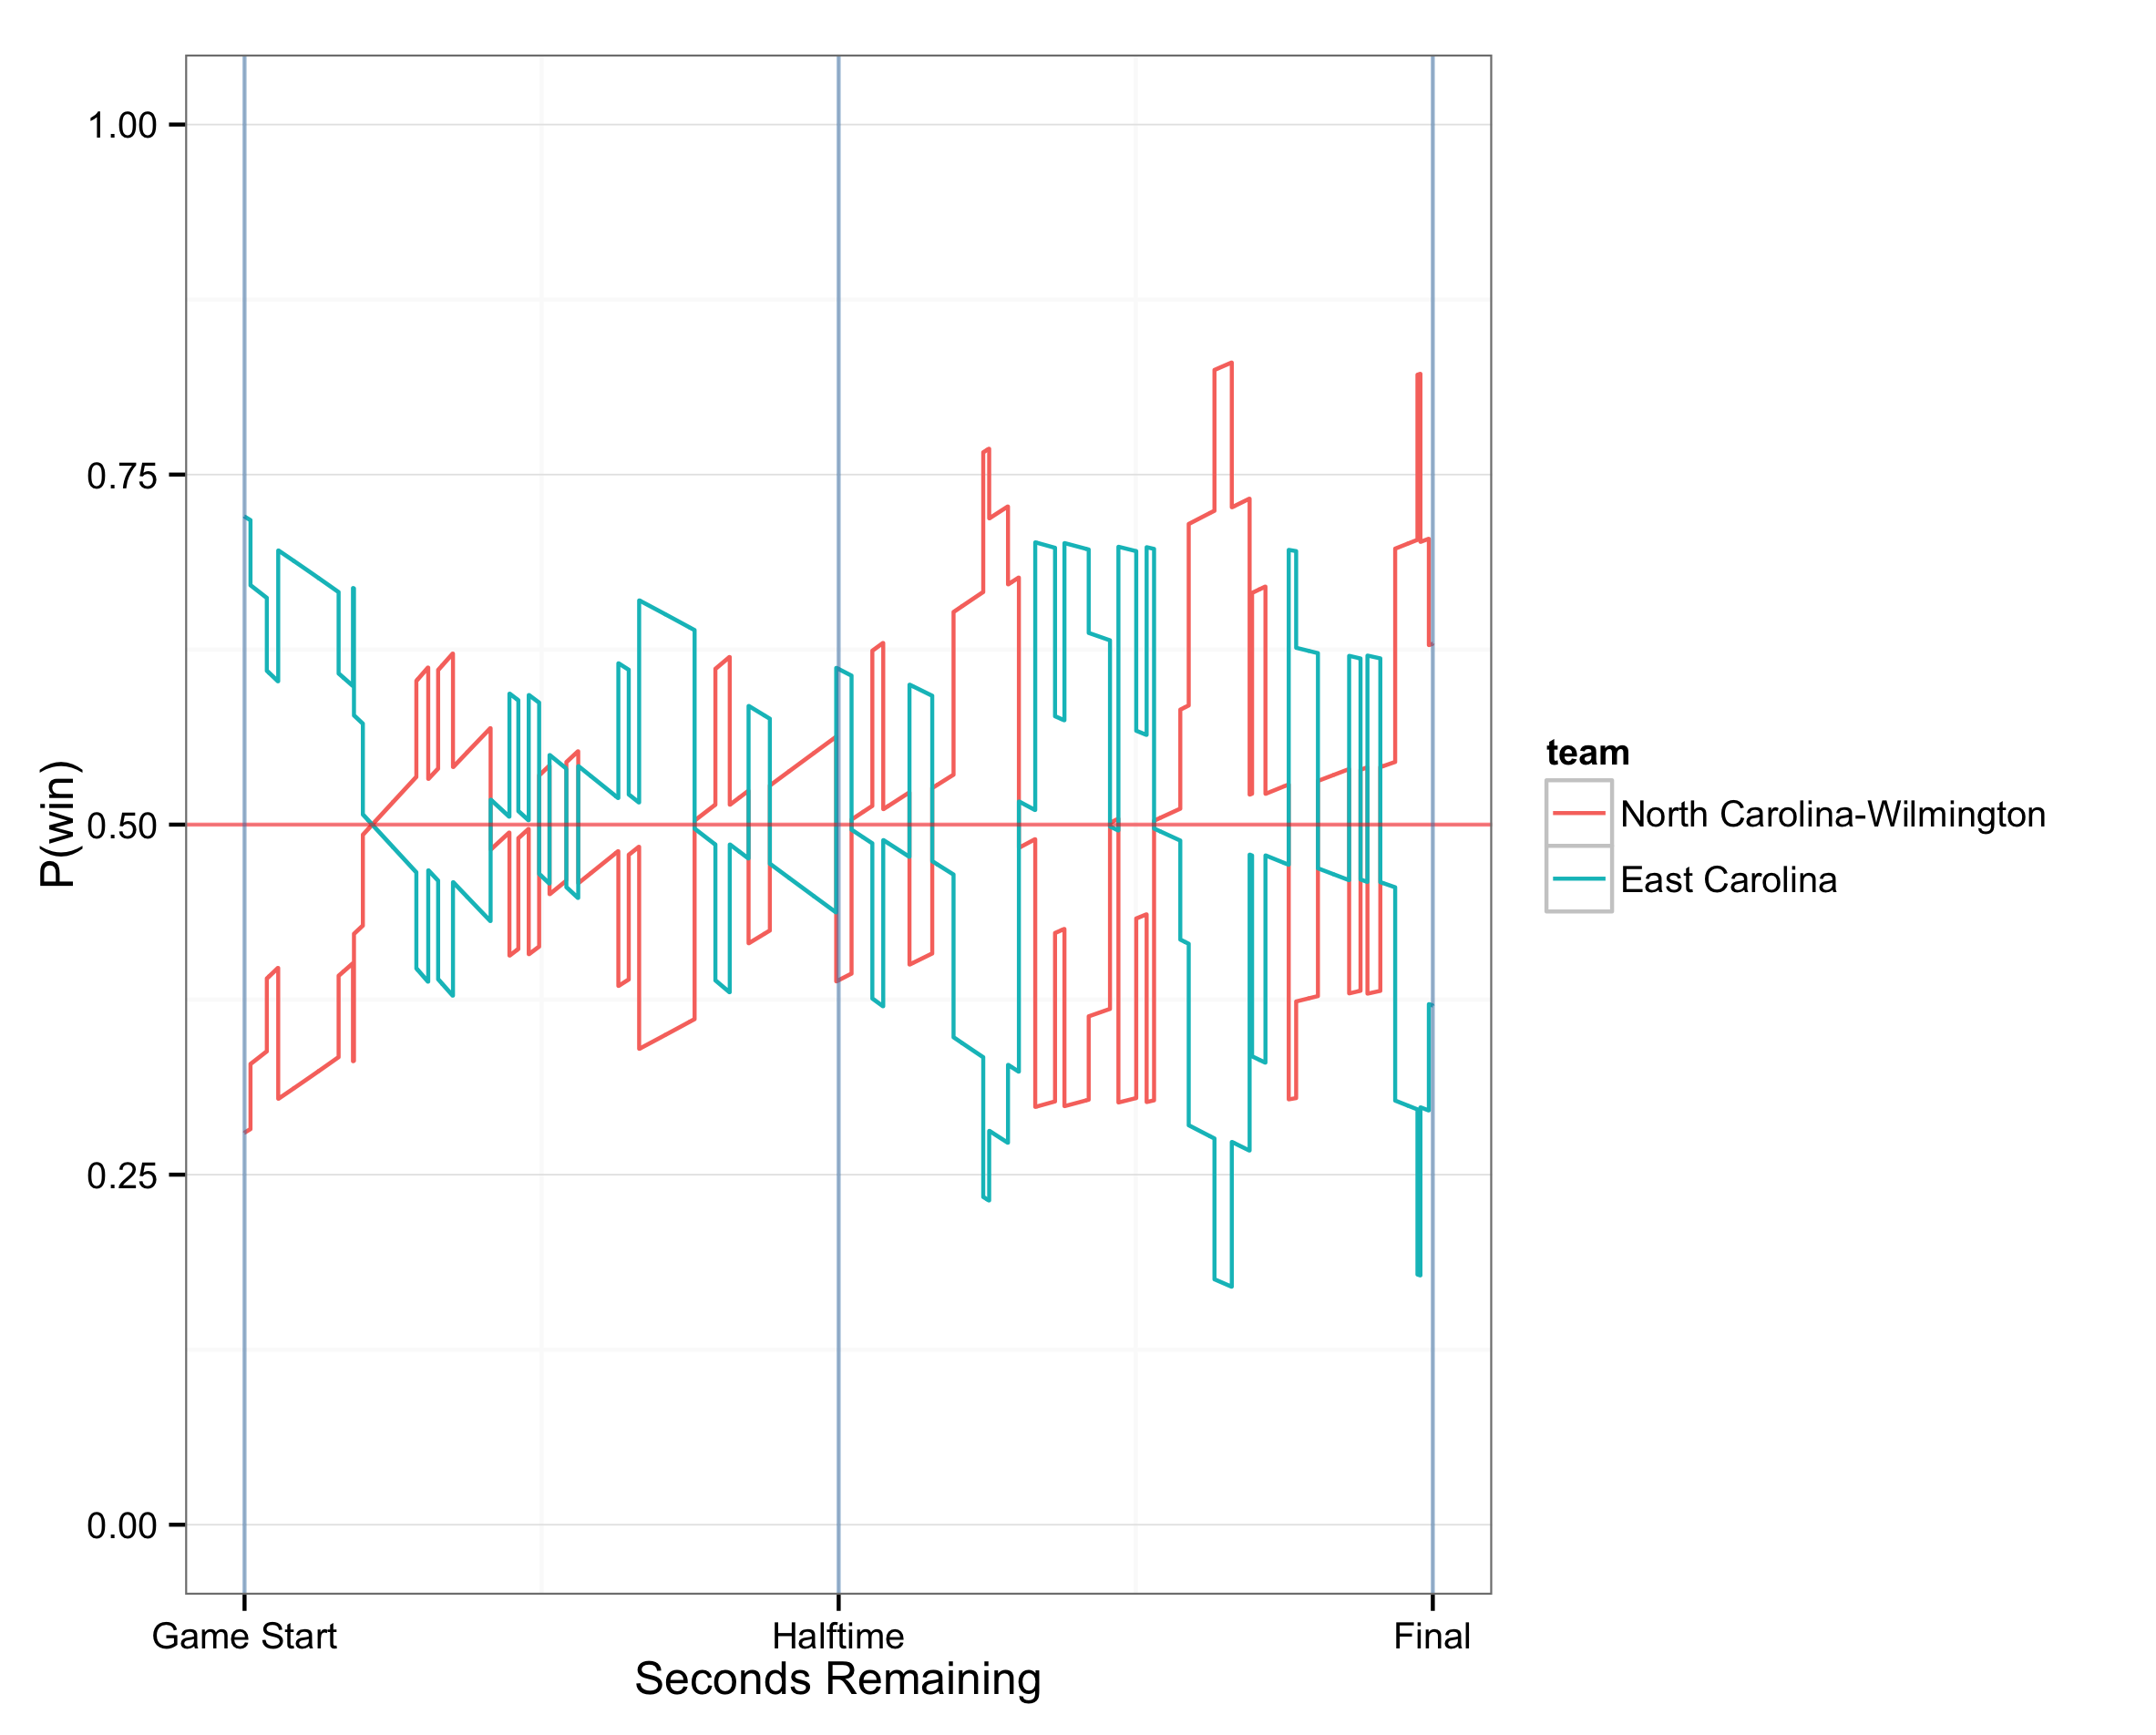 P(win)
1.00
0.75
0.50
0.25
0.00
Game Start
Halftime
Final
Seconds Remaining
team
North Carolina-Wilmington
East Carolina